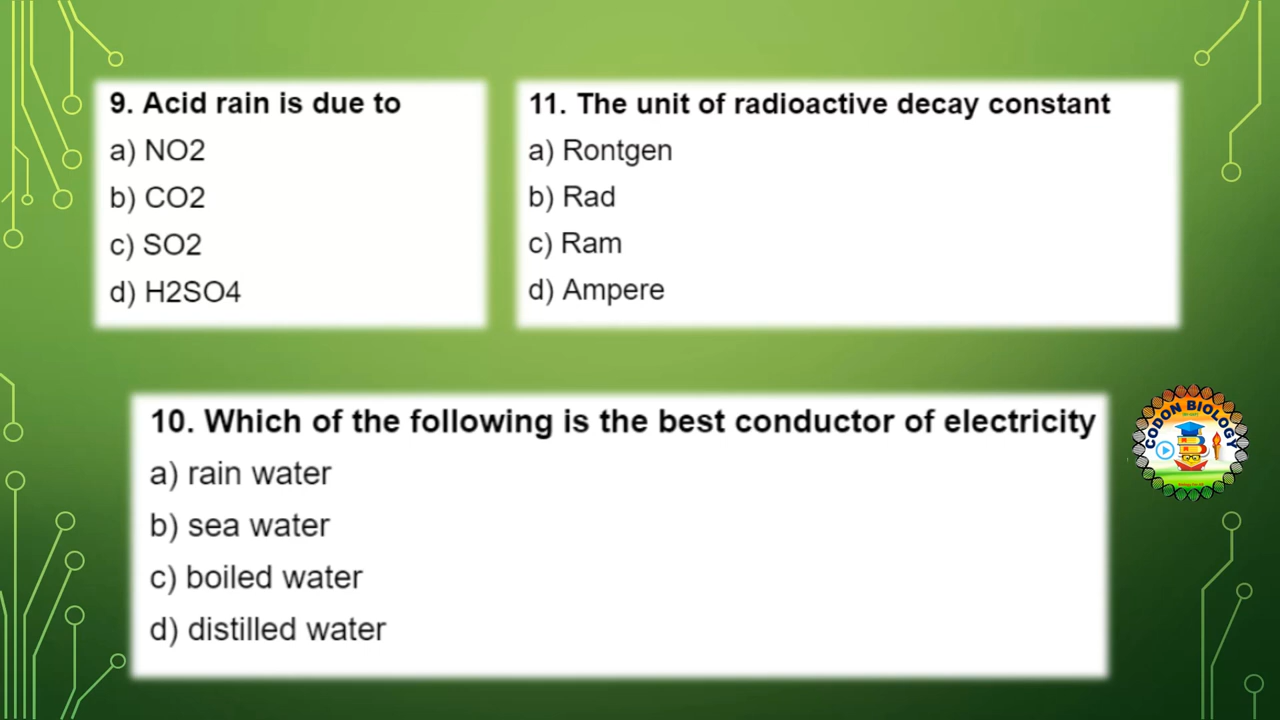 9. Acid rain is due to
a) NO2
b) CO2
c) SO2
d) H2SO4
11. The unit of radioactive decay constant
a) Rontgen
b) Rad
c) Ram
d) Ampere
10. Which of the following is the best conductor of electricity
a) rain water
b) sea water
c) boiled water
d) distilled water
CODON BIOLOGY